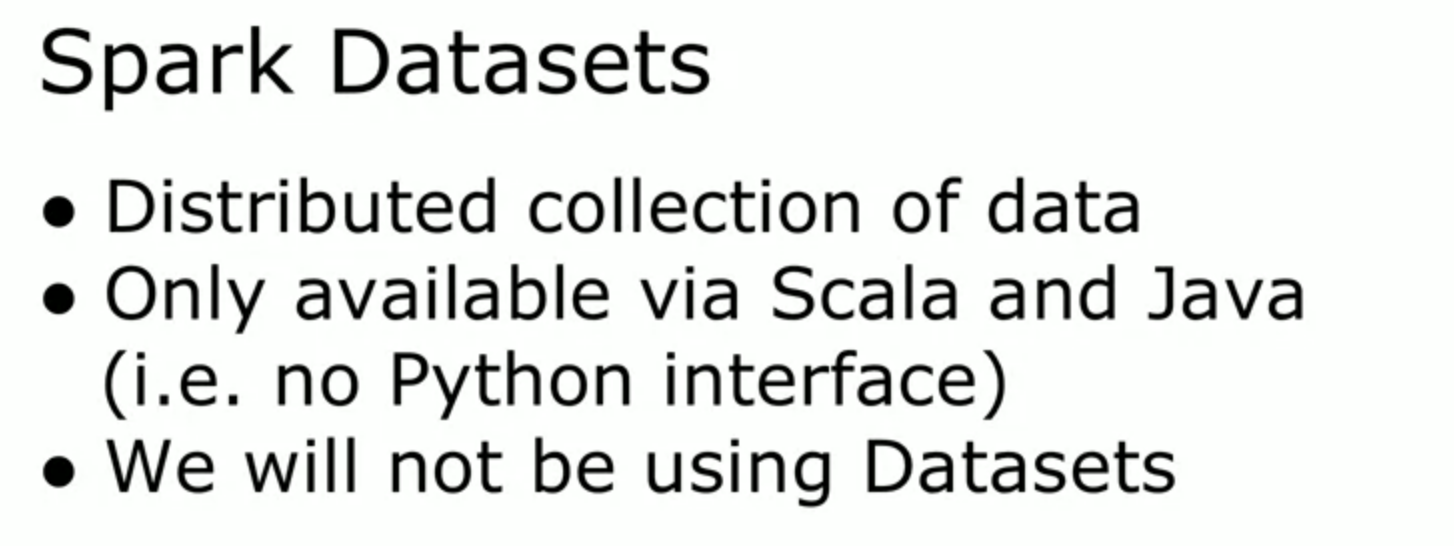 Spark Datasets
● Distributed collection of data
● Only available via Scala and Java
(i.e. no Python interface)
● We will not be using Datasets